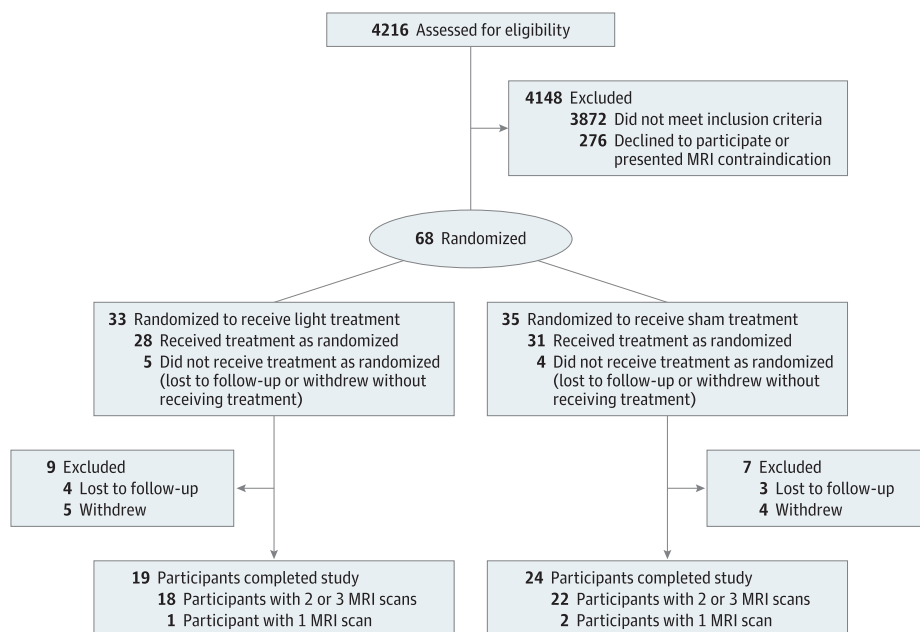 4216 Assessed for eligibility
4148 Excluded
3872 Did not meet inclusion criteria
276 Declined to participate or
presented MRI contraindication
68 Randomized
33 Randomized to receive light treatment
28 Received treatment as randomized
5 Did not receive treatment as randomized
(lost to follow-up or withdrew without
receiving treatment)
35 Randomized to receive sham treatment
31 Received treatment as randomized
4 Did not receive treatment as randomized
(lost to follow-up or withdrew without
receiving treatment)
9 Excluded
4 Lost to follow-up
5 Withdrew
7 Excluded
3 Lost to follow-up
4 Withdrew
19 Participants completed study
18 Participants with 2 or 3 MRI scans
1 Participant with 1 MRI scan
24 Participants completed study
22 Participants with 2 or 3 MRI scans
2 Participants with 1 MRI scan